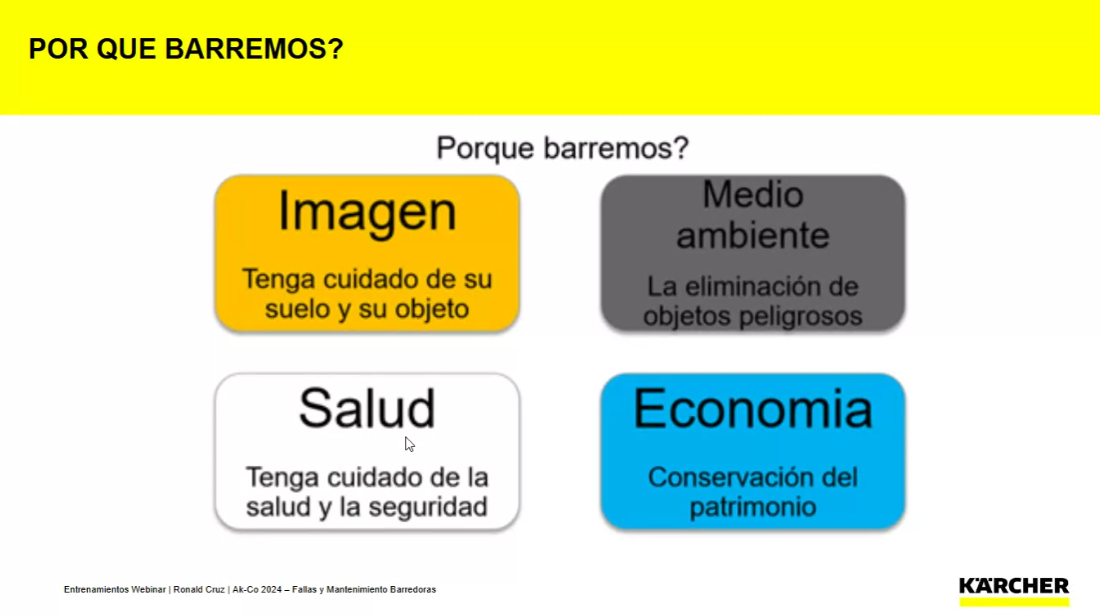 POR QUE BARREMOS?
Porque barremos?
Imagen
Tenga cuidado de su
suelo y su objeto
Medio
ambiente
La eliminación de
objetos peligrosos
Salud
Tenga cuidado de la
salud y la seguridad
Economia
Conservación del
patrimonio
Entrenamientos Webinar | Ronald Cruz | Ak-Co 2024 – Fallas y Mantenimiento Barredoras
KÄRCHER